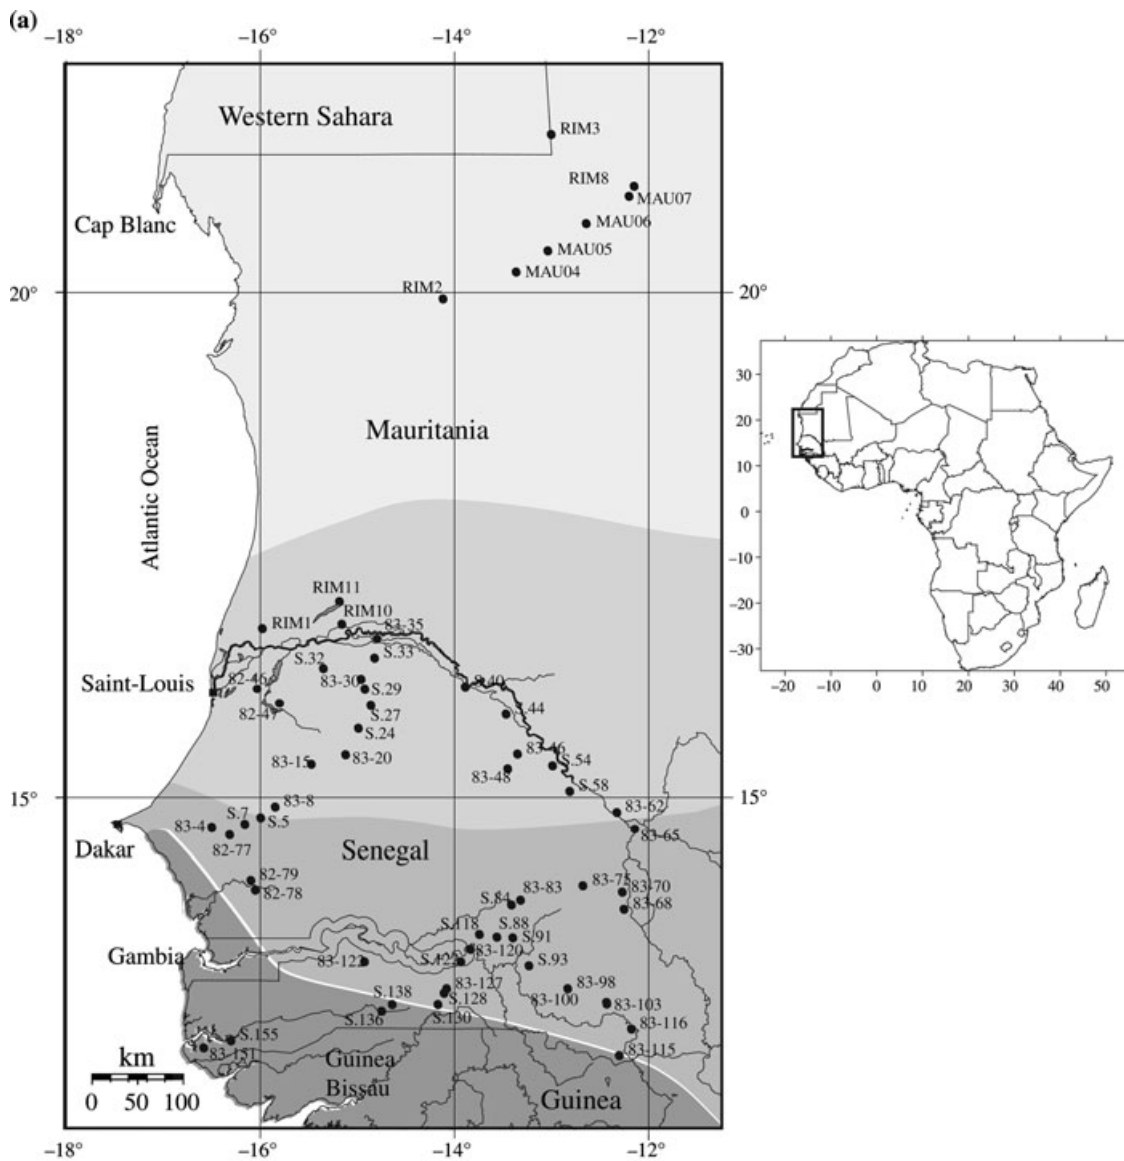 (a)
−18° −16° −14° −12°
Western Sahara
RIM3
RIM8
MAU07
Cap Blanc
MAU06
MAU05
MAU04
20° RIM2 20°
Mauritania
Atlantic Ocean
RIM11
RIM10
RIM1
83-35
S.33
S.32
Saint-Louis
82-46
83-30
S.29
S.40
82-47
S.27
S.44
S.24
83-20
83-46
S.54
83-15
83-48
S.58
15° 15°
83-8
83-62
S.7
S.5
83-4
83-65
Dakar
82-77
Senegal
82-79
82-78
83-75
83-70
83-83
S.84
83-68
S.118
S.88
S.91
Gambia
83-120
83-122
S.122
S.93
83-127
83-98
S.138
S.128
83-100
83-103
S.136
S.130
83-116
S.155
83-151
83-115
km
0 50 100
Guinea
Bissau
Guinea
−18° −16° −14° −12°
30
20
10
0
−10
−20
−30
−20 −10 0 10 20 30 40 50